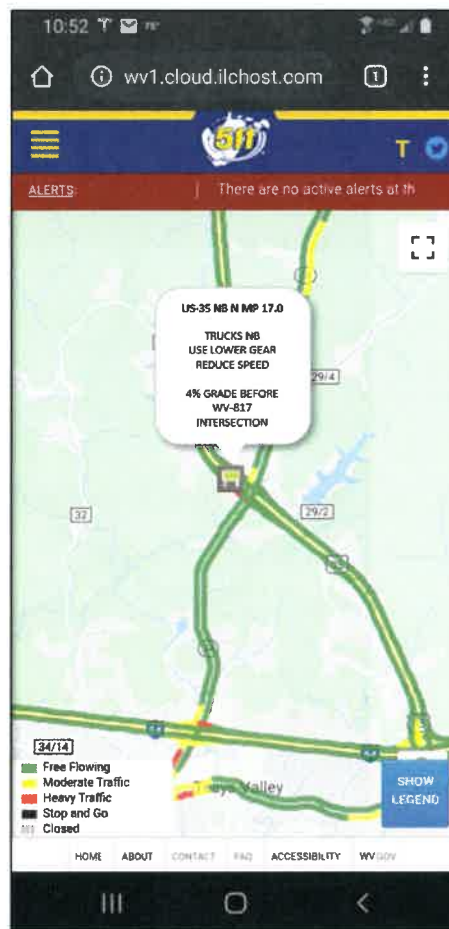 10:52
wv1.cloud.ilchost.com
1
511
T
ALERTS:
There are no active alerts at th
US-35 NB N MP 17.0
TRUCKS NB
USE LOWER GEAR
REDUCE SPEED
4% GRADE BEFORE
WV-817
INTERSECTION
29/4
32
29/2
34/14
Free Flowing
Moderate Traffic
Heavy Traffic
Stop and Go
Closed
Valley
SHOW
LEGEND
HOME ABOUT CONTACT FAQ ACCESSIBILITY WV.GOV